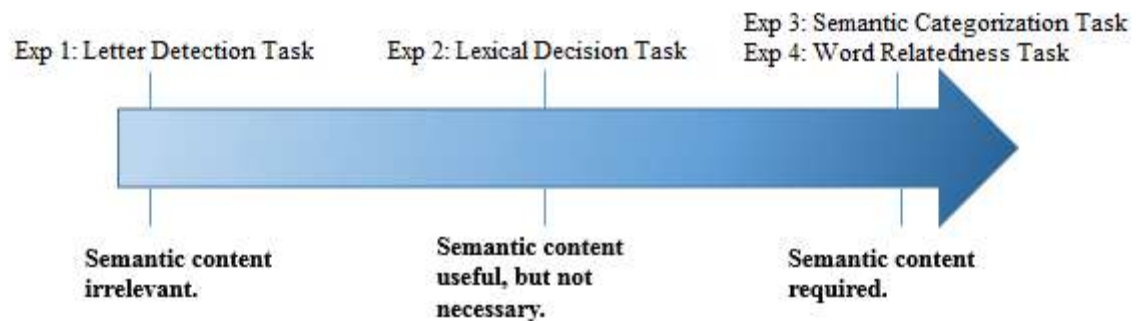 Exp 3: Semantic Categorization Task
Exp 1: Letter Detection Task
Exp 2: Lexical Decision Task
Exp 4: Word Relatedness Task
Semantic content
irrelevant.
Semantic content
useful, but not
necessary.
Semantic content
required.